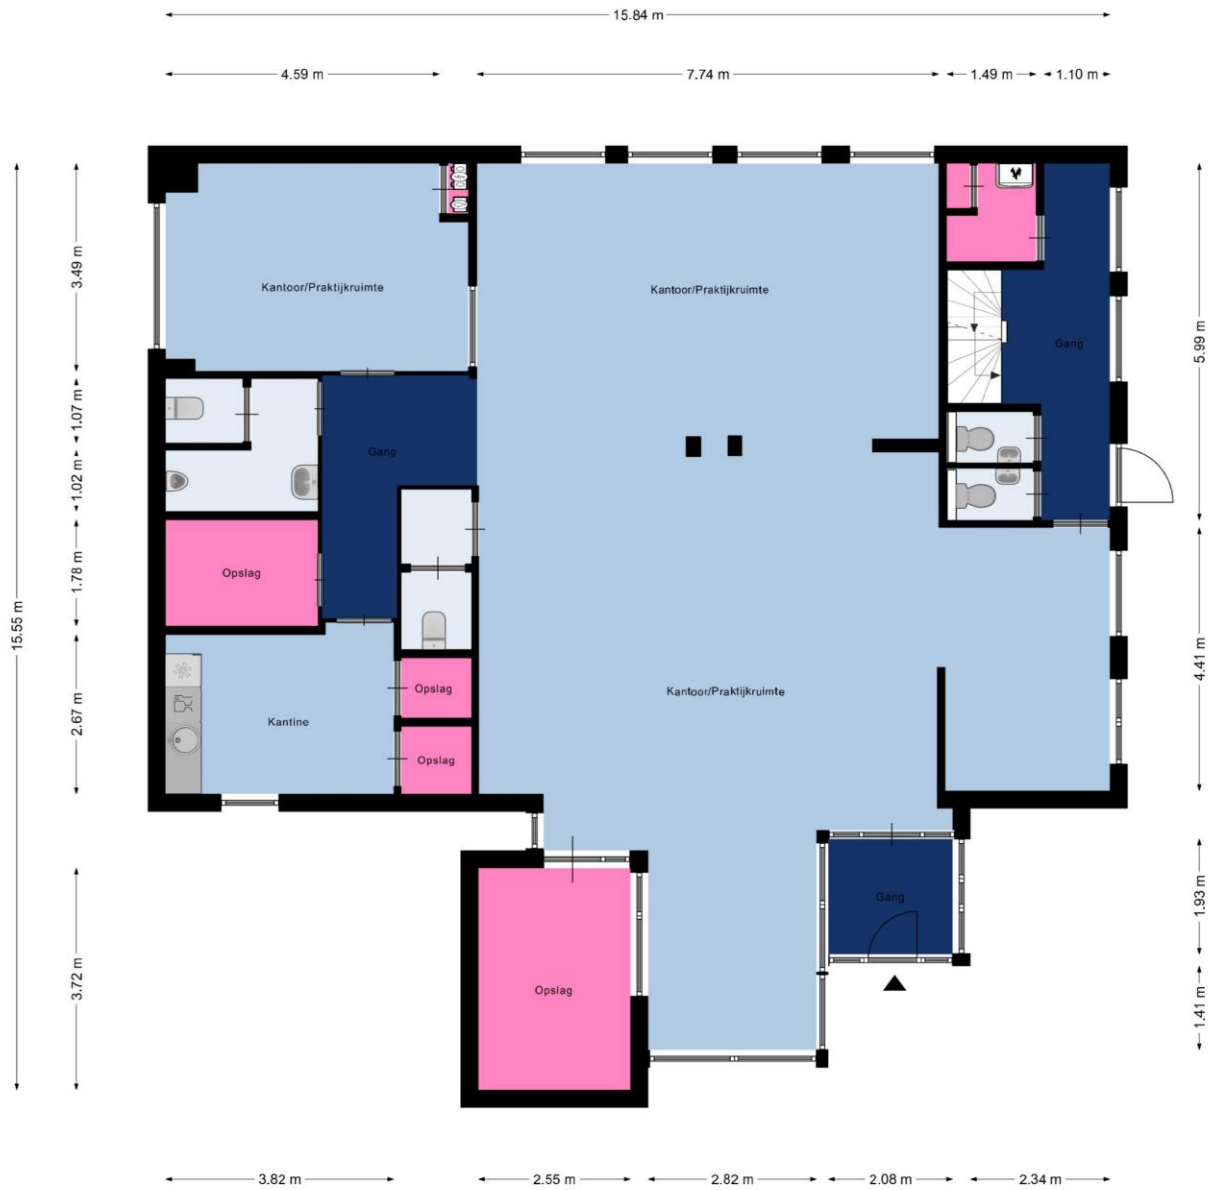 15.84 m
4.59 m
7.74 m
1.49 m
1.10 m
3.49 m
Kantoor/Praktijkruimte
Kantoor/Praktijkruimte
5.99 m
Gang
1.07 m
Gang
1.02 m
1.78 m
Opslag
15.55 m
4.41 m
2.67 m
Kantine
Opslag
Kantoor/Praktijkruimte
Opslag
Gang
1.93 m
3.72 m
Opslag
1.41 m
3.82 m
2.55 m
2.82 m
2.08 m
2.34 m